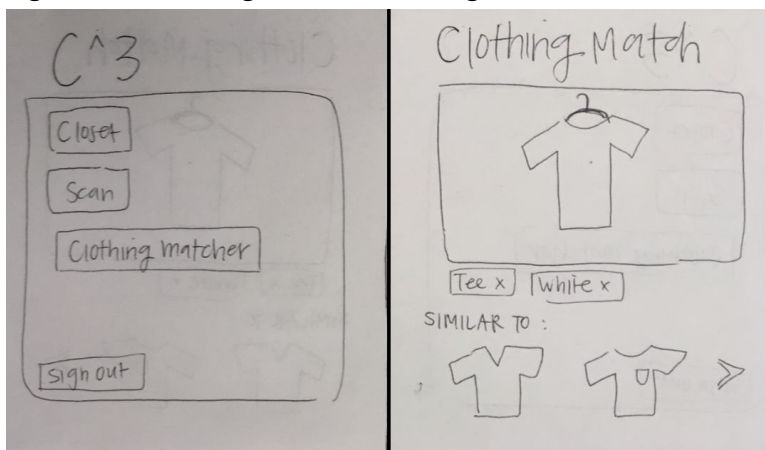 C^3
Closet
Scan
Clothing matcher
Sign out
Clothing Match
Tee x
White x
SIMILAR TO :